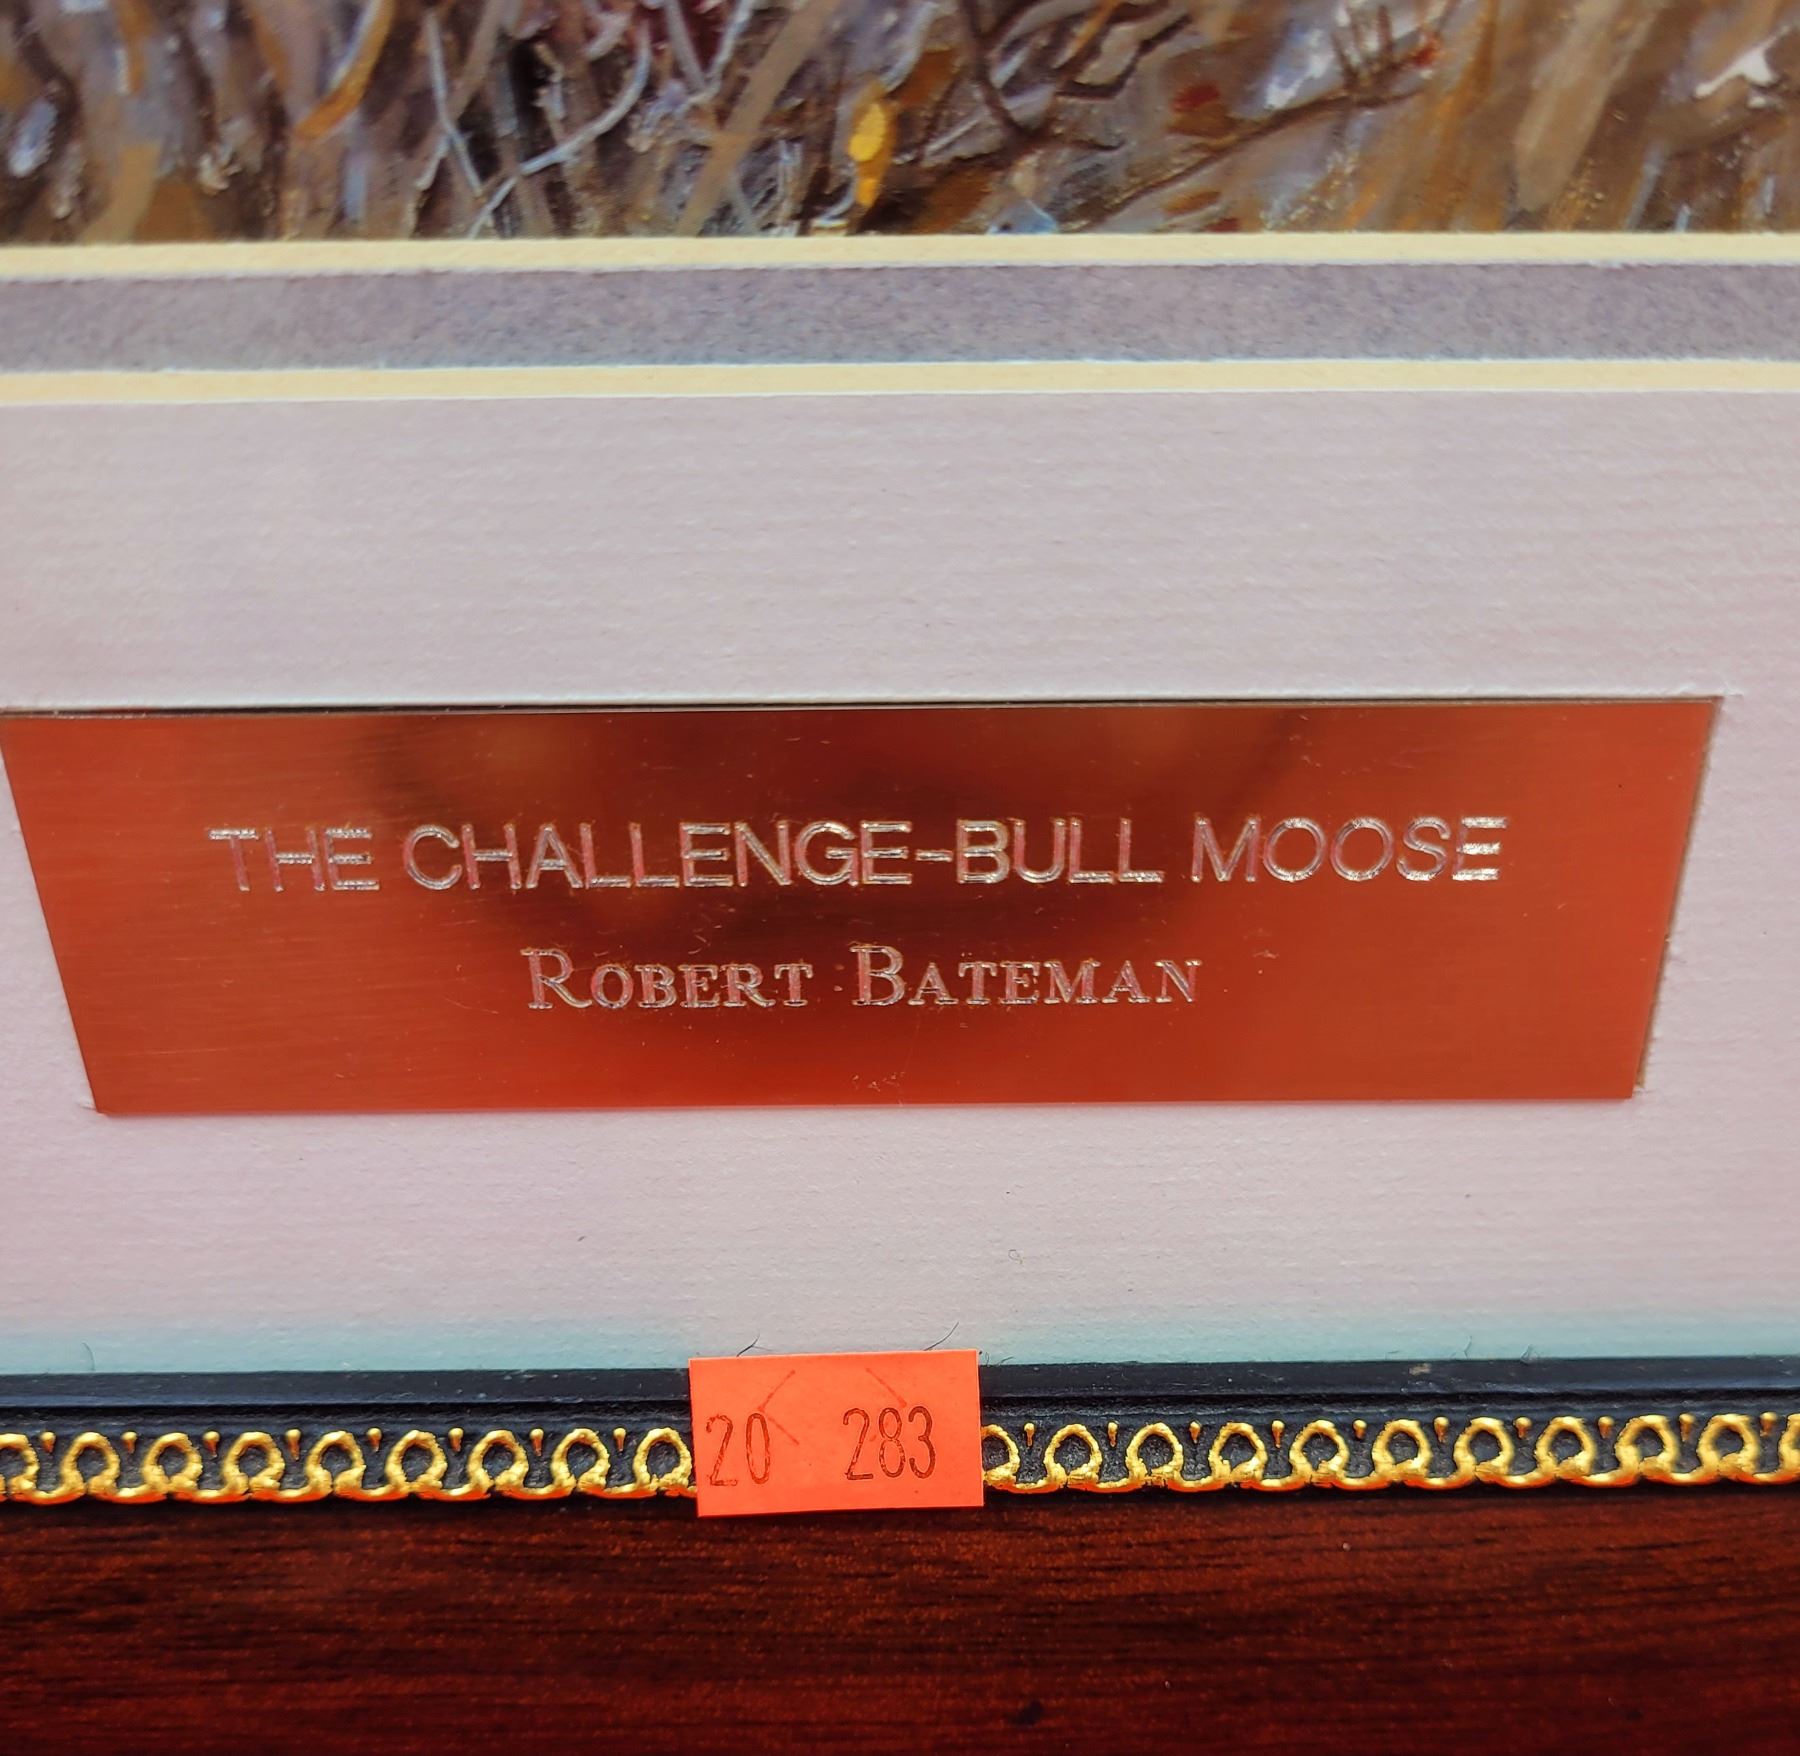 THE CHALLENGE-BULL MOOSE
ROBERT BATEMAN
20 283